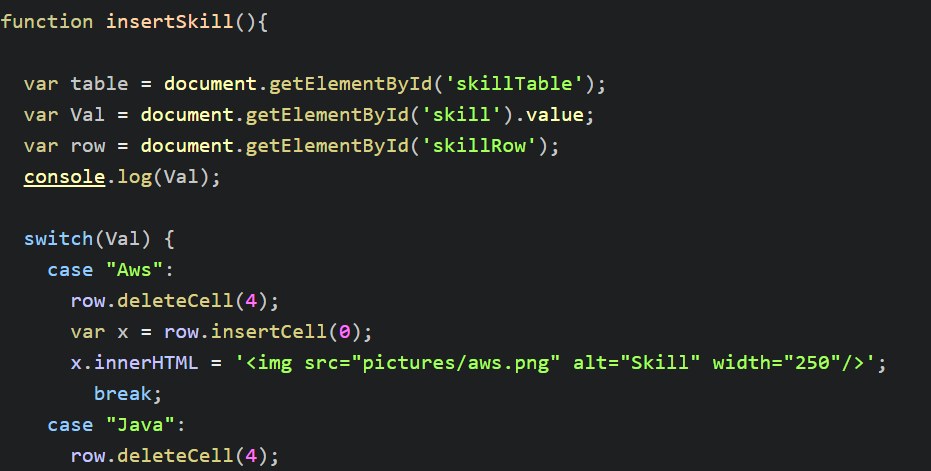 function insertSkill(){
var table = document.getElementById('skillTable');
var Val = document.getElementById('skill').value;
var row = document.getElementById('skillRow');
console.log(Val);
switch(Val) {
case "Aws":
row.deleteCell(4);
var x = row.insertCell(0);
x.innerHTML = '<img src="pictures/aws.png" alt="Skill" width="250"/>';
break;
case "Java":
row.deleteCell(4);